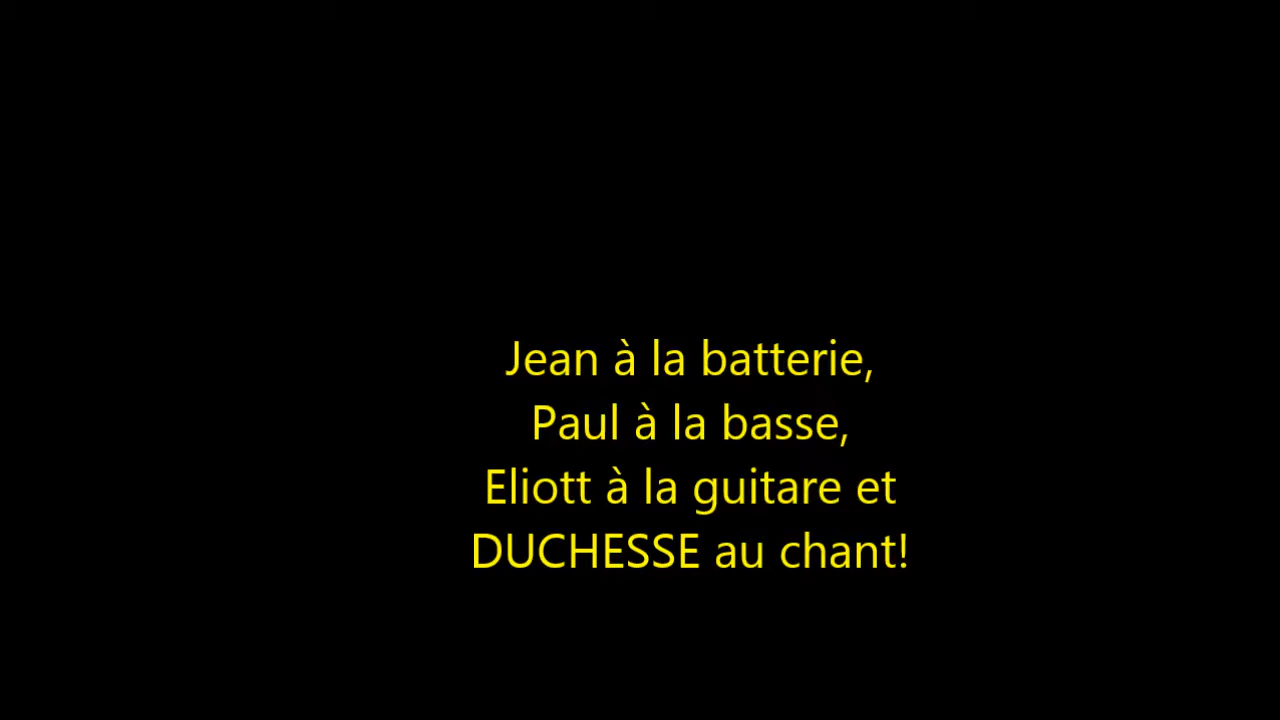 Jean à la batterie,
Paul à la basse,
Eliott à la guitare et
DUCHESSE au chant!